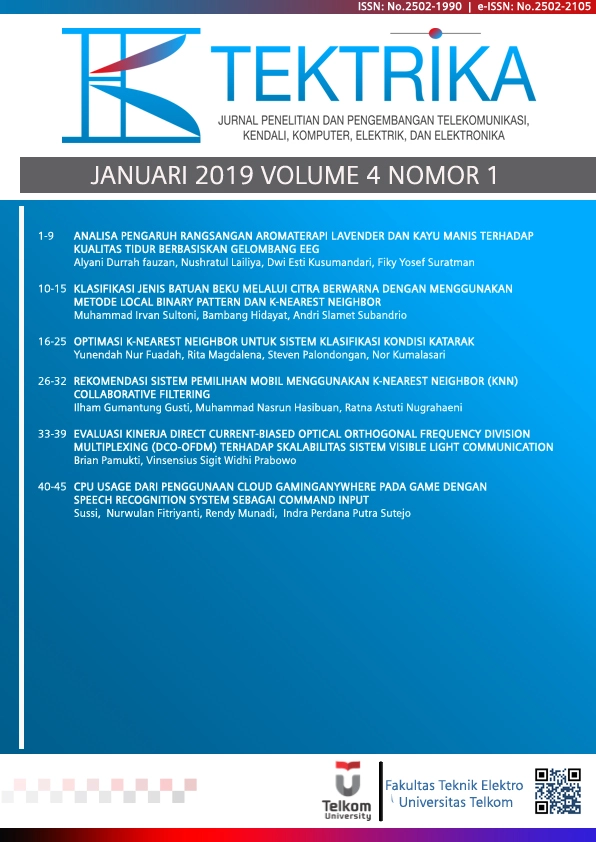 ISSN: No.2502-1990 | e-ISSN: No.2502-2105
TEKTRIKA
JURNAL PENELITIAN DAN PENGEMBANGAN TELEKOMUNIKASI,
KENDALI, KOMPUTER, ELEKTRIK, DAN ELEKTRONIKA
JANUARI 2019 VOLUME 4 NOMOR 1
1-9 ANALISA PENGARUH RANGSANGAN AROMATERAPI LAVENDER DAN KAYU MANIS TERHADAP
KUALITAS TIDUR BERBASISKAN GELOMBANG EEG
Alyani Durrah fauzan, Nushratul Lailiya, Dwi Esti Kusumandari, Fiky Yosef Suratman
10-15 KLASIFIKASI JENIS BATUAN BEKU MELALUI CITRA BERWARNA DENGAN MENGGUNAKAN
METODE LOCAL BINARY PATTERN DAN K-NEAREST NEIGHBOR
Muhammad Irvan Sultoni, Bambang Hidayat, Andri Slamet Subandrio
16-25 OPTIMASI K-NEAREST NEIGHBOR UNTUK SISTEM KLASIFIKASI KONDISI KATARAK
Yunendah Nur Fuadah, Rita Magdalena, Steven Palondongan, Nor Kumalasari
26-32 REKOMENDASI SISTEM PEMILIHAN MOBIL MENGGUNAKAN K-NEAREST NEIGHBOR (KNN)
COLLABORATIVE FILTERING
Ilham Gumantung Gusti, Muhammad Nasrun Hasibuan, Ratna Astuti Nugrahaeni
33-39 EVALUASI KINERJA DIRECT CURRENT-BIASED OPTICAL ORTHOGONAL FREQUENCY DIVISION
MULTIPLEXING (DCO-OFDM) TERHADAP SKALABILITAS SISTEM VISIBLE LIGHT COMMUNICATION
Brian Pamukti, Vinsensius Sigit Widhi Prabowo
40-45 CPU USAGE DARI PENGGUNAAN CLOUD GAMINGANYWHERE PADA GAME DENGAN
SPEECH RECOGNITION SYSTEM SEBAGAI COMMAND INPUT
Sussi, Nurwulan Fitriyanti, Rendy Munadi, Indra Perdana Putra Sutejo
Telkom
University
Fakultas Teknik Elektro
Universitas Telkom